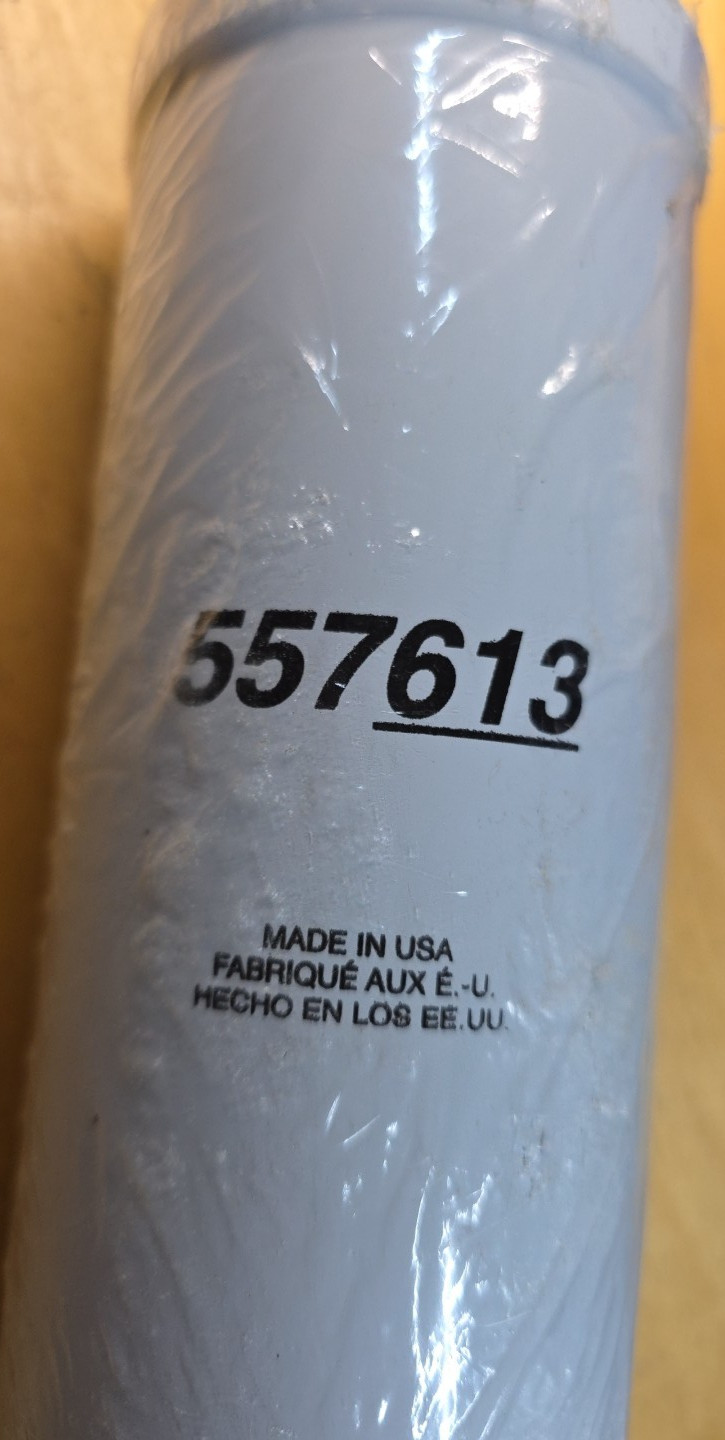 557613
MADE IN USA
FABRIQUÉ AUX É.-U.
HECHO EN LOS EE.UU.